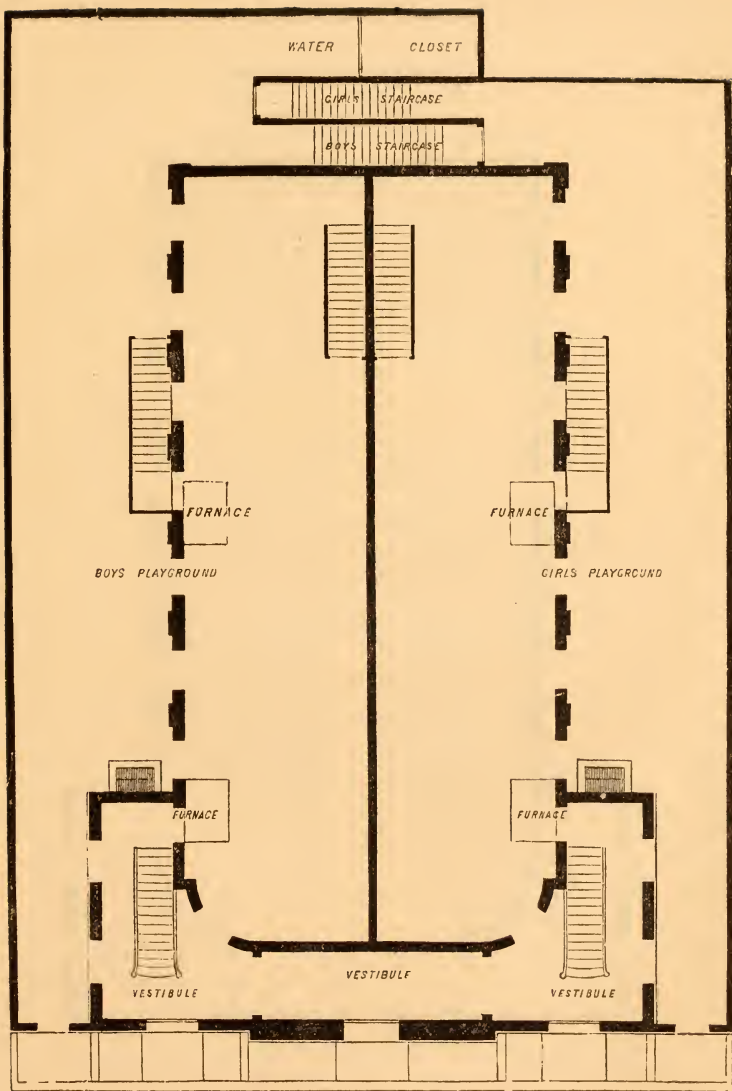 WATER CLOSET
GIRLS STAIRCASE
BOYS STAIRCASE
FURNACE FURNACE
BOYS PLAYGROUND GIRLS PLAYGROUND
FURNACE FURNACE
VESTIBULE
VESTIBULE VESTIBULE